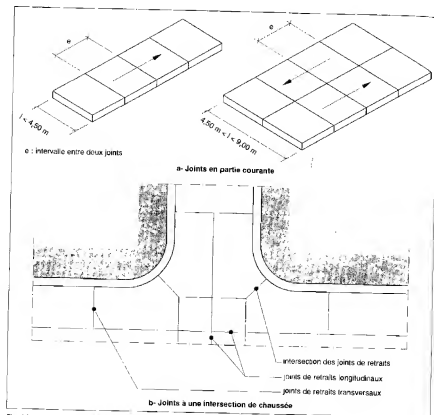 e
e
l < 4,50 m
4,50 m < l < 9,00 m
e : intervalle entre deux joints
a- Joints en partie courante
intersection des joints de retraits
joints de retraits longitudinaux
joints de retraits transversaux
b- Joints à une intersection de chaussée